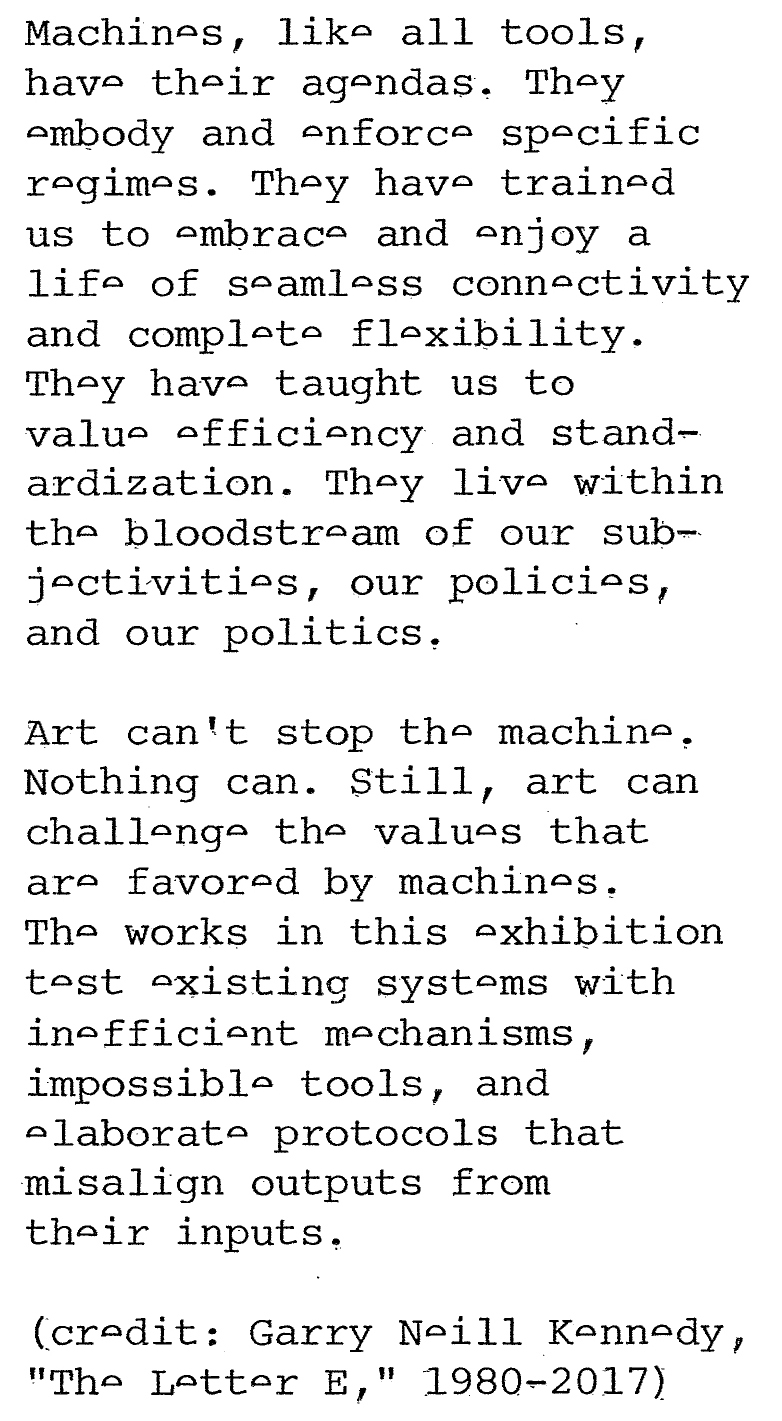 Machines, like all tools,
have their agendas. They
embody and enforce specific
regimes. They have trained
us to embrace and enjoy a
life of seamless connectivity
and complete flexibility.
They have taught us to
value efficiency and stand-
ardization. They live within
the bloodstream of our sub-
jectivities, our policies,
and our politics.

Art can't stop the machine.
Nothing can. Still, art can
challenge the values that
are favored by machines.
The works in this exhibition
test existing systems with
inefficient mechanisms,
impossible tools, and
elaborate protocols that
misalign outputs from
their inputs.

(credit: Garry Neill Kennedy,
"The Letter E," 1980-2017)